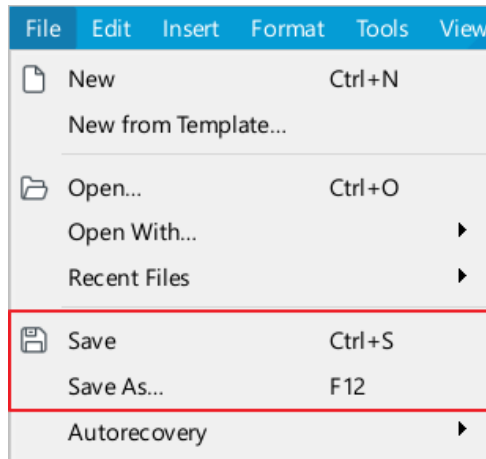 File Edit Insert Format Tools View
New Ctrl+N
New from Template...
Open... Ctrl+O
Open With...
Recent Files
Save Ctrl+S
Save As... F12
Autorecovery